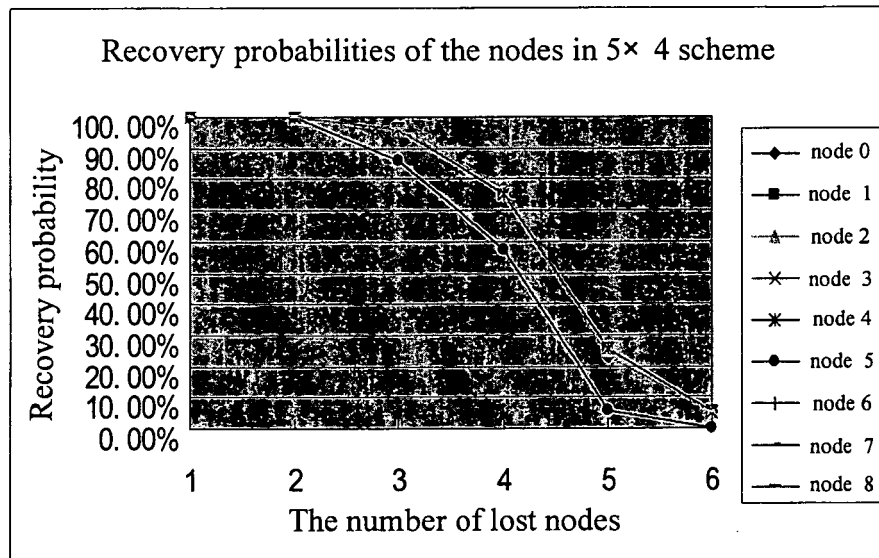 Recovery probabilities of the nodes in 5× 4 scheme
Recovery probability
100. 00%
90. 00%
80. 00%
70. 00%
60. 00%
50. 00%
40. 00%
30. 00%
20. 00%
10. 00%
0. 00%
1 2 3 4 5 6
The number of lost nodes
node 0
node 1
node 2
node 3
node 4
node 5
node 6
node 7
node 8